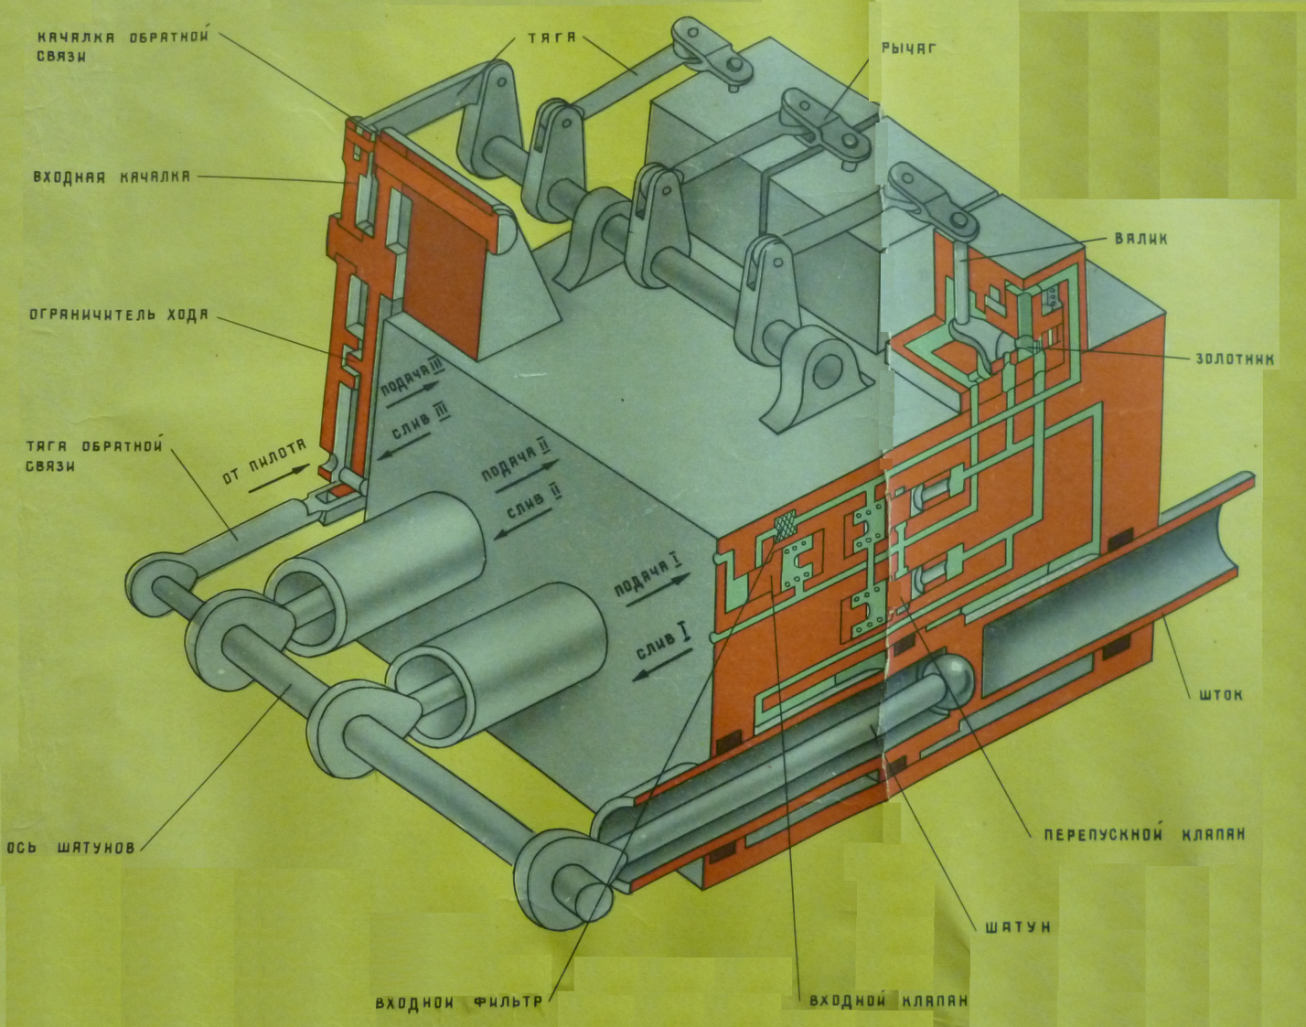 КАЧАЛКА ОБРАТНОЙ
СВЯЗИ
ТЯГА
РЫЧАГ
ВХОДНАЯ КАЧАЛКА
ВАЛИК
ОГРАНИЧИТЕЛЬ ХОДА
ЗОЛОТНИК
ПОДАЧА III
СЛИВ III
ТЯГА ОБРАТНОЙ
СВЯЗИ
ОТ ПИЛОТА
ПОДАЧА II
СЛИВ II
ПОДАЧА I
СЛИВ I
ШТОК
ОСЬ ШАТУНОВ
ПЕРЕПУСКНОЙ КЛАПАН
ШАТУН
ВХОДНОЙ ФИЛЬТР
ВХОДНОЙ КЛАПАН